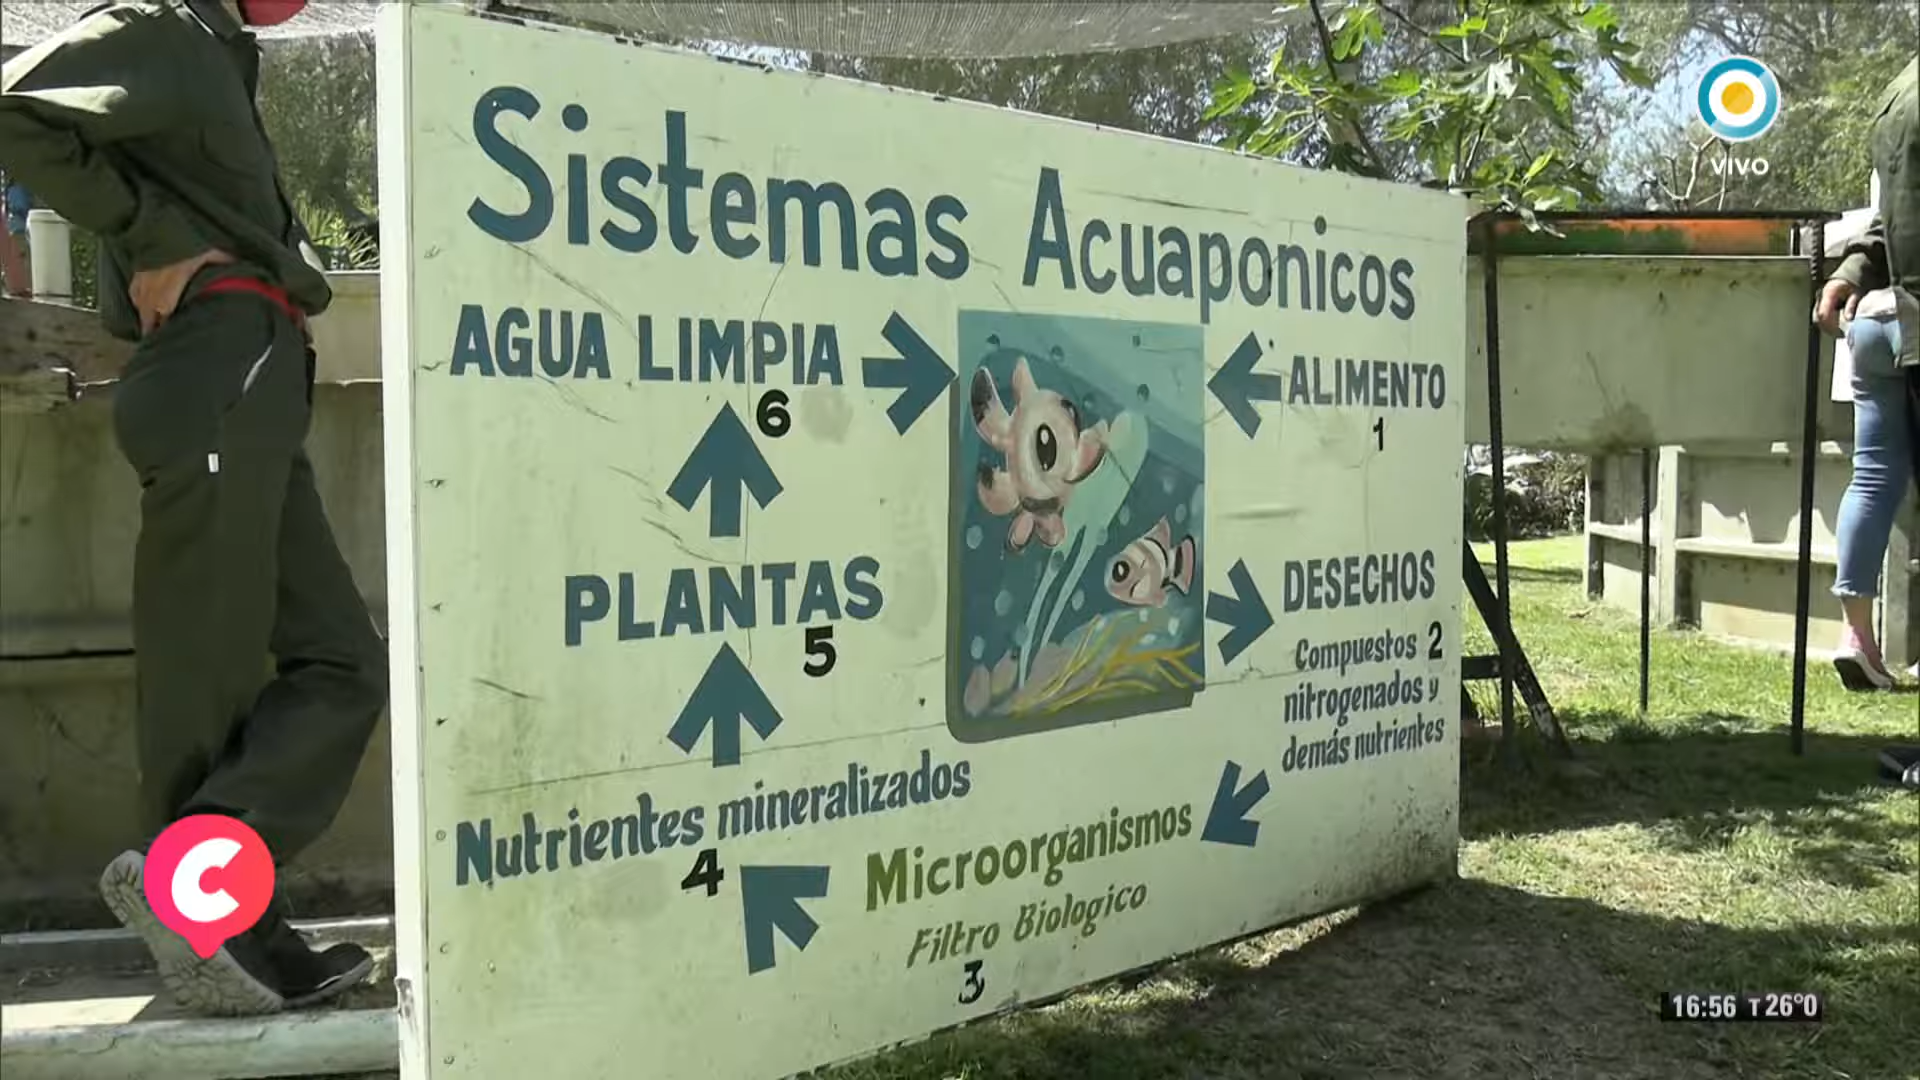 Sistemas Acuaponicos
AGUA LIMPIA
6
ALIMENTO
1
PLANTAS
5
DESECHOS
Compuestos 2
nitrogenados y
demás nutrientes
Nutrientes mineralizados
4
Microorganismos
Filtro Biologico
3
VIVO
C
16:56 T 26°0